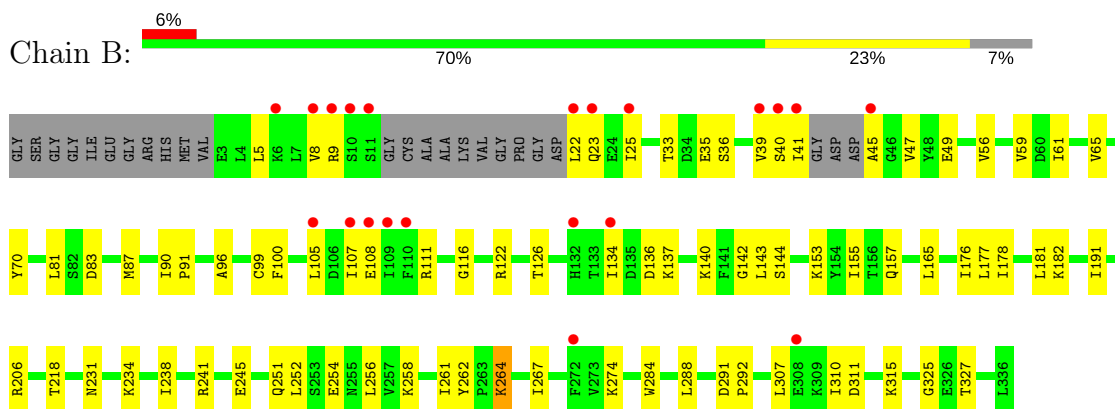 6%
Chain B:
70% 23% 7%
GLY SER GLY GLY ILE GLU GLY ARG HIS MET VAL E3 L4 L5 K6 L7 V8 R9 S10 S11 GLY CYS ALA ALA LYS VAL GLY PRO GLY ASP L22 Q23 E24 I25 T33 D34 E35 S36 V39 S40 I41 GLY ASP ASP A45 G46 V47 Y48 E49 V56 V59 D60 I61 V65
Y70 L81 S82 D83 M87 I90 P91 A96 C99 F100 L105 D106 I107 E108 I109 F110 R111 G116 R122 T126 H132 T133 I134 D135 D136 K137 K140 F141 G142 L143 S144 K153 Y154 I155 T156 Q157 L165 I176 L177 I178 L181 K182 I191
R206 T218 N231 K234 I238 R241 E245 Q251 L252 S253 E254 N255 L256 V257 K258 I261 Y262 P263 K264 I267 F272 V273 K274 W284 L288 D291 P292 L307 E308 K309 I310 D311 K315 G325 E326 T327 L336